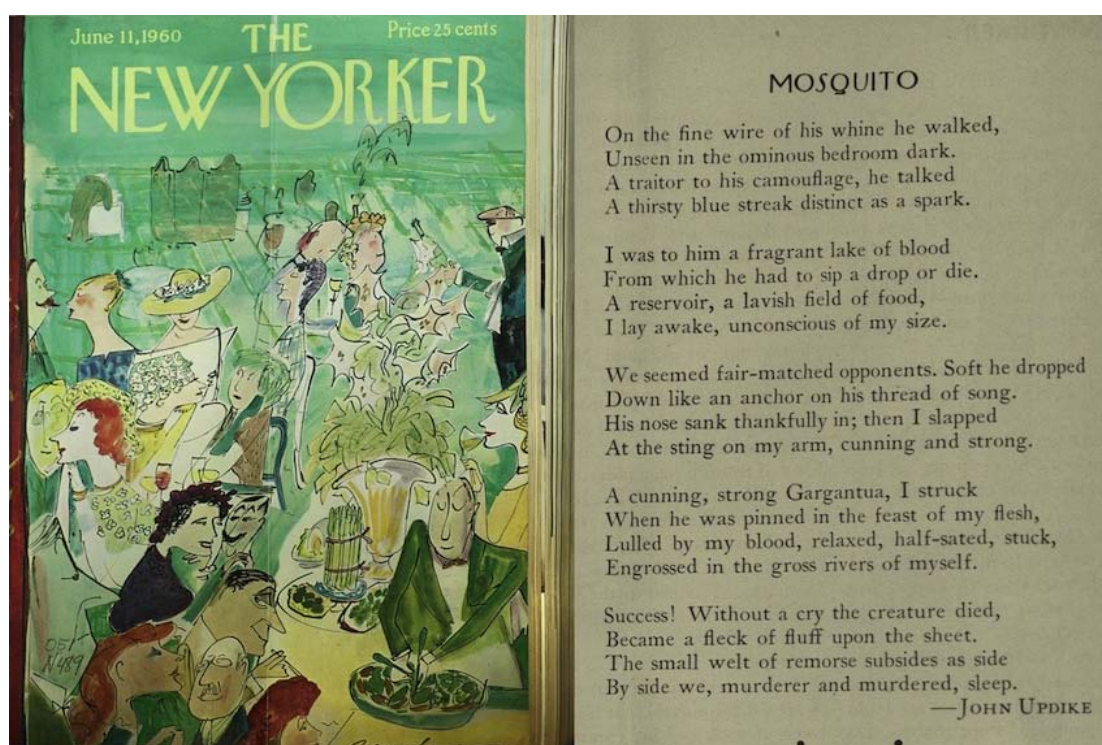 June 11, 1960
THE
Price 25 cents
NEW YORKER
MOSQUITO
On the fine wire of his whine he walked,
Unseen in the ominous bedroom dark.
A traitor to his camouflage, he talked
A thirsty blue streak distinct as a spark.
I was to him a fragrant lake of blood
From which he had to sip a drop or die.
A reservoir, a lavish field of food,
I lay awake, unconscious of my size.
We seemed fair-matched opponents. Soft he dropped
Down like an anchor on his thread of song.
His nose sank thankfully in; then I slapped
At the sting on my arm, cunning and strong.
A cunning, strong Gargantua, I struck
When he was pinned in the feast of my flesh,
Lulled by my blood, relaxed, half-sated, stuck,
Engrossed in the gross rivers of myself.
Success! Without a cry the creature died,
Became a fleck of fluff upon the sheet.
The small welt of remorse subsides as side
By side we, murderer and murdered, sleep.
—JOHN UPDIKE
051
N489